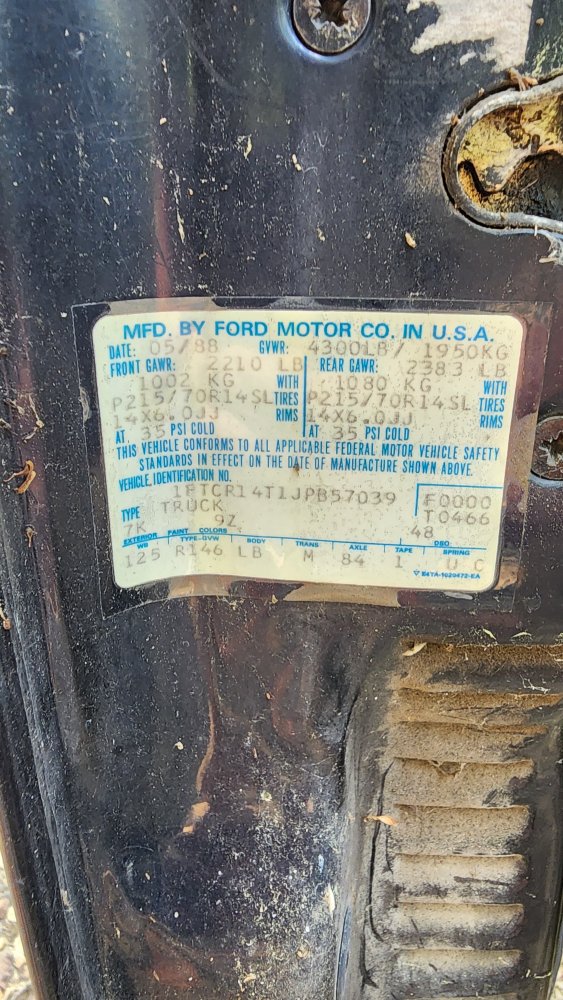 MFD. BY FORD MOTOR CO. IN U.S.A.
DATE: 05/88 GVWR: 4300LB/ 1950KG
FRONT GAWR: 2210 LB REAR GAWR: 2383 LB
1002 KG WITH 1080 KG WITH
P215/70R14SL TIRES P215/70R14SL TIRES
14X6.0JJ RIMS 14X6.0JJ RIMS
AT 35 PSI COLD AT 35 PSI COLD
THIS VEHICLE CONFORMS TO ALL APPLICABLE FEDERAL MOTOR VEHICLE SAFETY
STANDARDS IN EFFECT ON THE DATE OF MANUFACTURE SHOWN ABOVE.
VEHICLE IDENTIFICATION NO.
1FTCR14T1JPB57039 F0000
TYPE TRUCK T0466
7K 9Z 48
EXTERIOR PAINT COLORS DSO
WB TYPE-GVW BODY TRANS AXLE TAPE SPRING
125 R146 LB M 84 1 U C
E4TA-1020472-EA